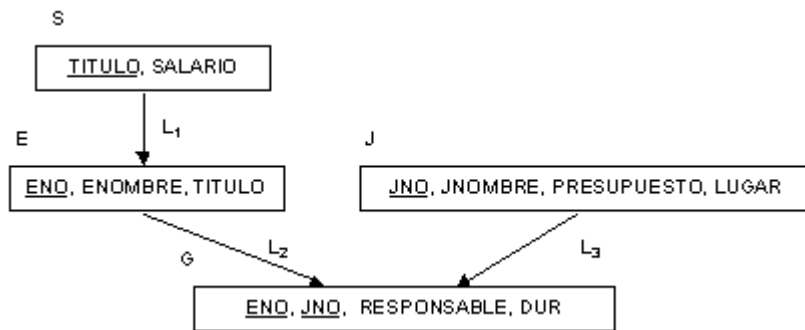 S
TITULO, SALARIO
L1
E
J
ENO, ENOMBRE, TITULO
JNO, JNOMBRE, PRESUPUESTO, LUGAR
G
L2
L3
ENO, JNO, RESPONSABLE, DUR